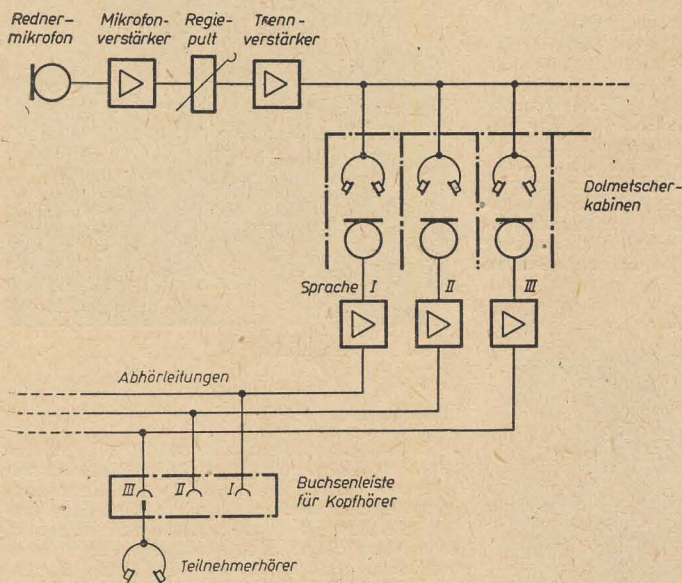 Redner-
mikrofon
Mikrofon-
verstärker
Regie-
pult
Trenn-
verstärker
Dolmetscher-
kabinen
Sprache I
II
III
Abhörleitungen
III
II
I
Buchsenleiste
für Kopfhörer
Teilnehmerhörer